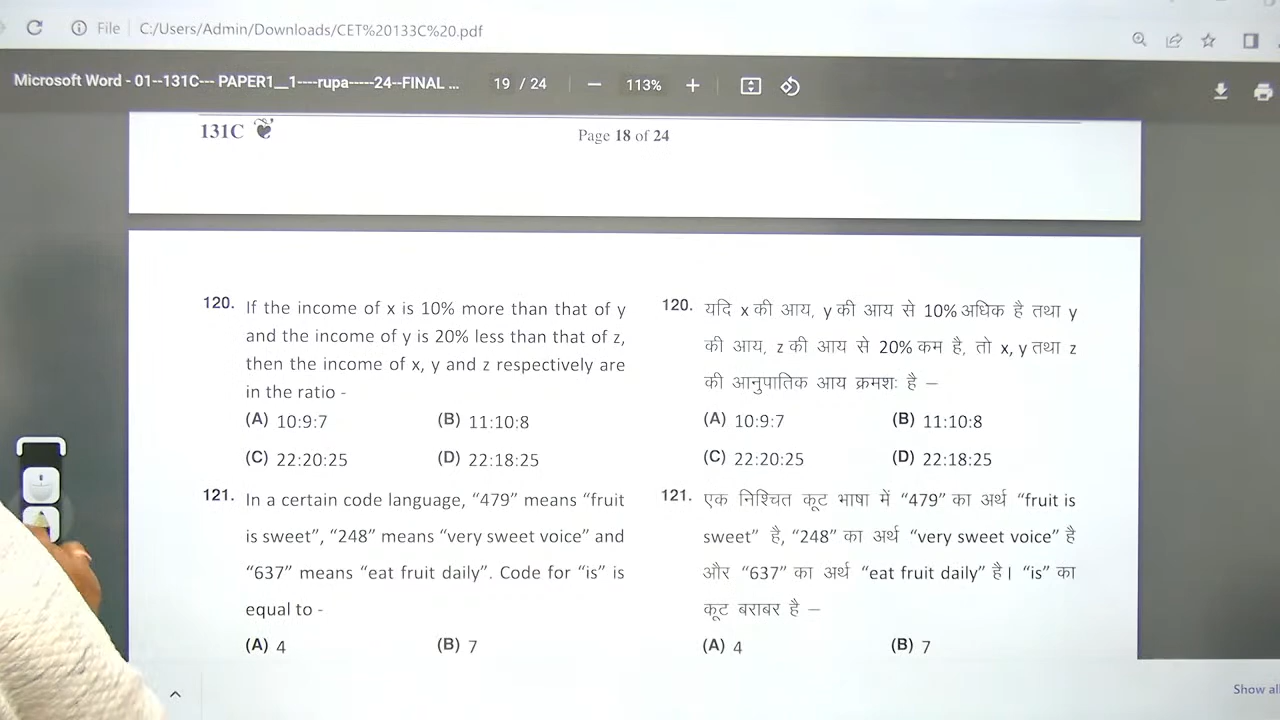 File C:/Users/Admin/Downloads/CET%20133C%20.pdf
Microsoft Word - 01--131C--- PAPER1__1----rupa-----24--FINAL ... 19 / 24 113%
131C Page 18 of 24
120. If the income of x is 10% more than that of y
and the income of y is 20% less than that of z,
then the income of x, y and z respectively are
in the ratio -
(A) 10:9:7 (B) 11:10:8
(C) 22:20:25 (D) 22:18:25
121. In a certain code language, “479” means “fruit
is sweet”, “248” means “very sweet voice” and
“637” means “eat fruit daily”. Code for “is” is
equal to -
(A) 4 (B) 7
120. यदि x की आय, y की आय से 10% अधिक है तथा y
की आय, z की आय से 20% कम है, तो x, y तथा z
की आनुपातिक आय क्रमशः है –
(A) 10:9:7 (B) 11:10:8
(C) 22:20:25 (D) 22:18:25
121. एक निश्चित कूट भाषा में “479” का अर्थ “fruit is
sweet” है, “248” का अर्थ “very sweet voice” है
और “637” का अर्थ “eat fruit daily” है। “is” का
कूट बराबर है –
(A) 4 (B) 7